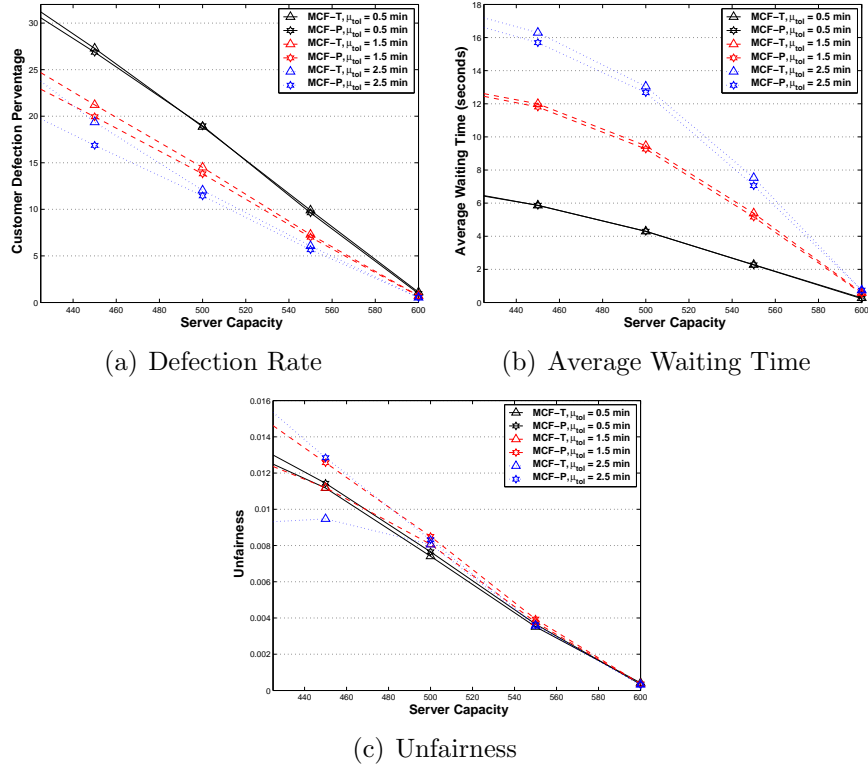 MCF−T, μtol = 0.5 min
MCF−P, μtol = 0.5 min
MCF−T, μtol = 1.5 min
MCF−P, μtol = 1.5 min
MCF−T, μtol = 2.5 min
MCF−P, μtol = 2.5 min
30
25
20
15
10
5
0
Customer Defection Perventage
440 460 480 500 520 540 560 580 600
Server Capacity
(a) Defection Rate
MCF−T, μtol = 0.5 min
MCF−P, μtol = 0.5 min
MCF−T, μtol = 1.5 min
MCF−P, μtol = 1.5 min
MCF−T, μtol = 2.5 min
MCF−P, μtol = 2.5 min
18
16
14
12
10
8
6
4
2
0
Average Waiting Time (seconds)
440 460 480 500 520 540 560 580 600
Server Capacity
(b) Average Waiting Time
MCF−T, μtol = 0.5 min
MCF−P, μtol = 0.5 min
MCF−T, μtol = 1.5 min
MCF−P, μtol = 1.5 min
MCF−T, μtol = 2.5 min
MCF−P, μtol = 2.5 min
0.016
0.014
0.012
0.01
0.008
0.006
0.004
0.002
0
Unfairness
440 460 480 500 520 540 560 580 600
Server Capacity
(c) Unfairness